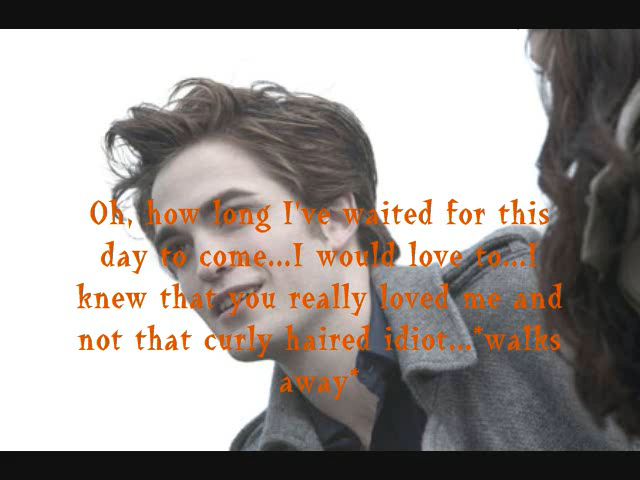 Oh, how long I've waited for this
day to come...I would love to...I
knew that you really loved me and
not that curly haired idiot...*walks
away*